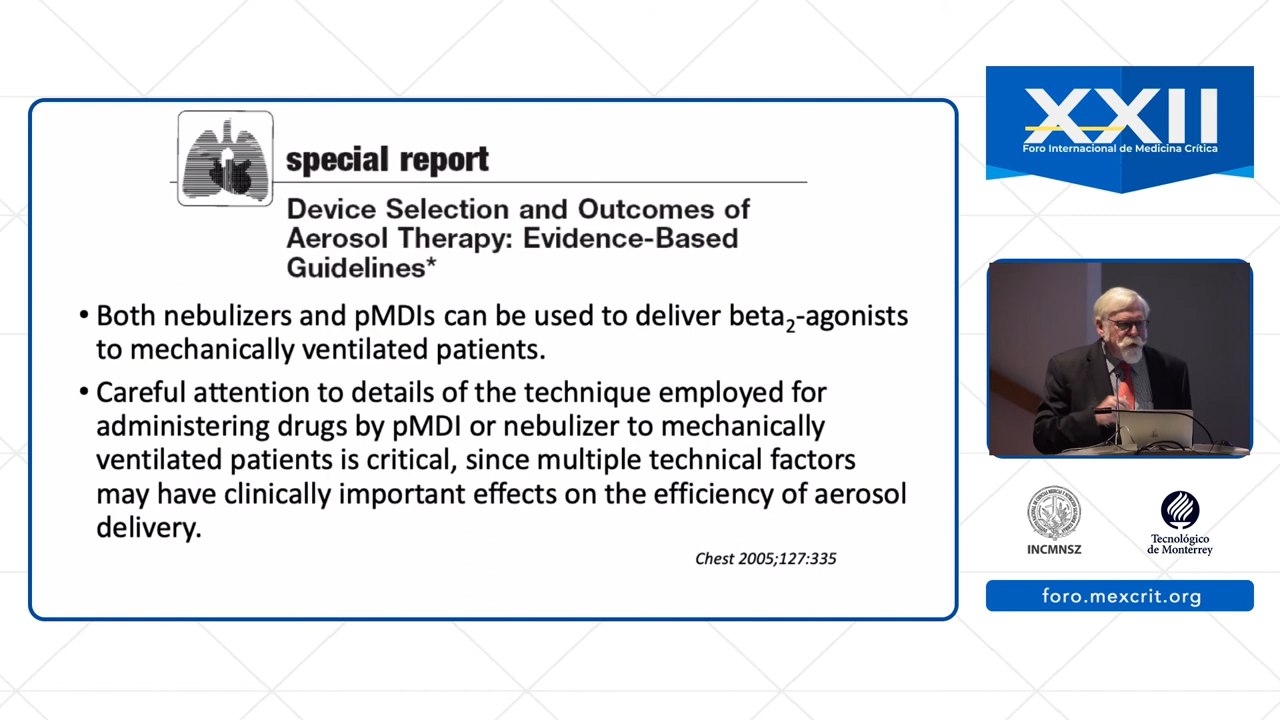 special report
Device Selection and Outcomes of
Aerosol Therapy: Evidence-Based
Guidelines*
• Both nebulizers and pMDIs can be used to deliver beta2-agonists
to mechanically ventilated patients.
• Careful attention to details of the technique employed for
administering drugs by pMDI or nebulizer to mechanically
ventilated patients is critical, since multiple technical factors
may have clinically important effects on the efficiency of aerosol
delivery.
Chest 2005;127:335
XXII
Foro Internacional de Medicina Crítica
INCMNSZ
Tecnológico
de Monterrey
foro.mexcrit.org